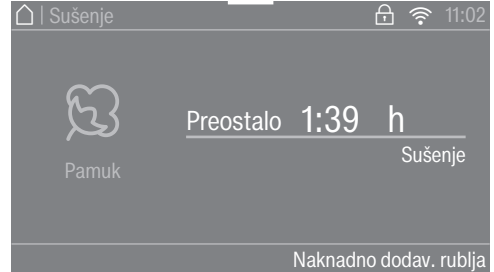 | Sušenje 11:02
Preostalo 1:39 h
Sušenje
Pamuk
Naknadno dodav. rublja